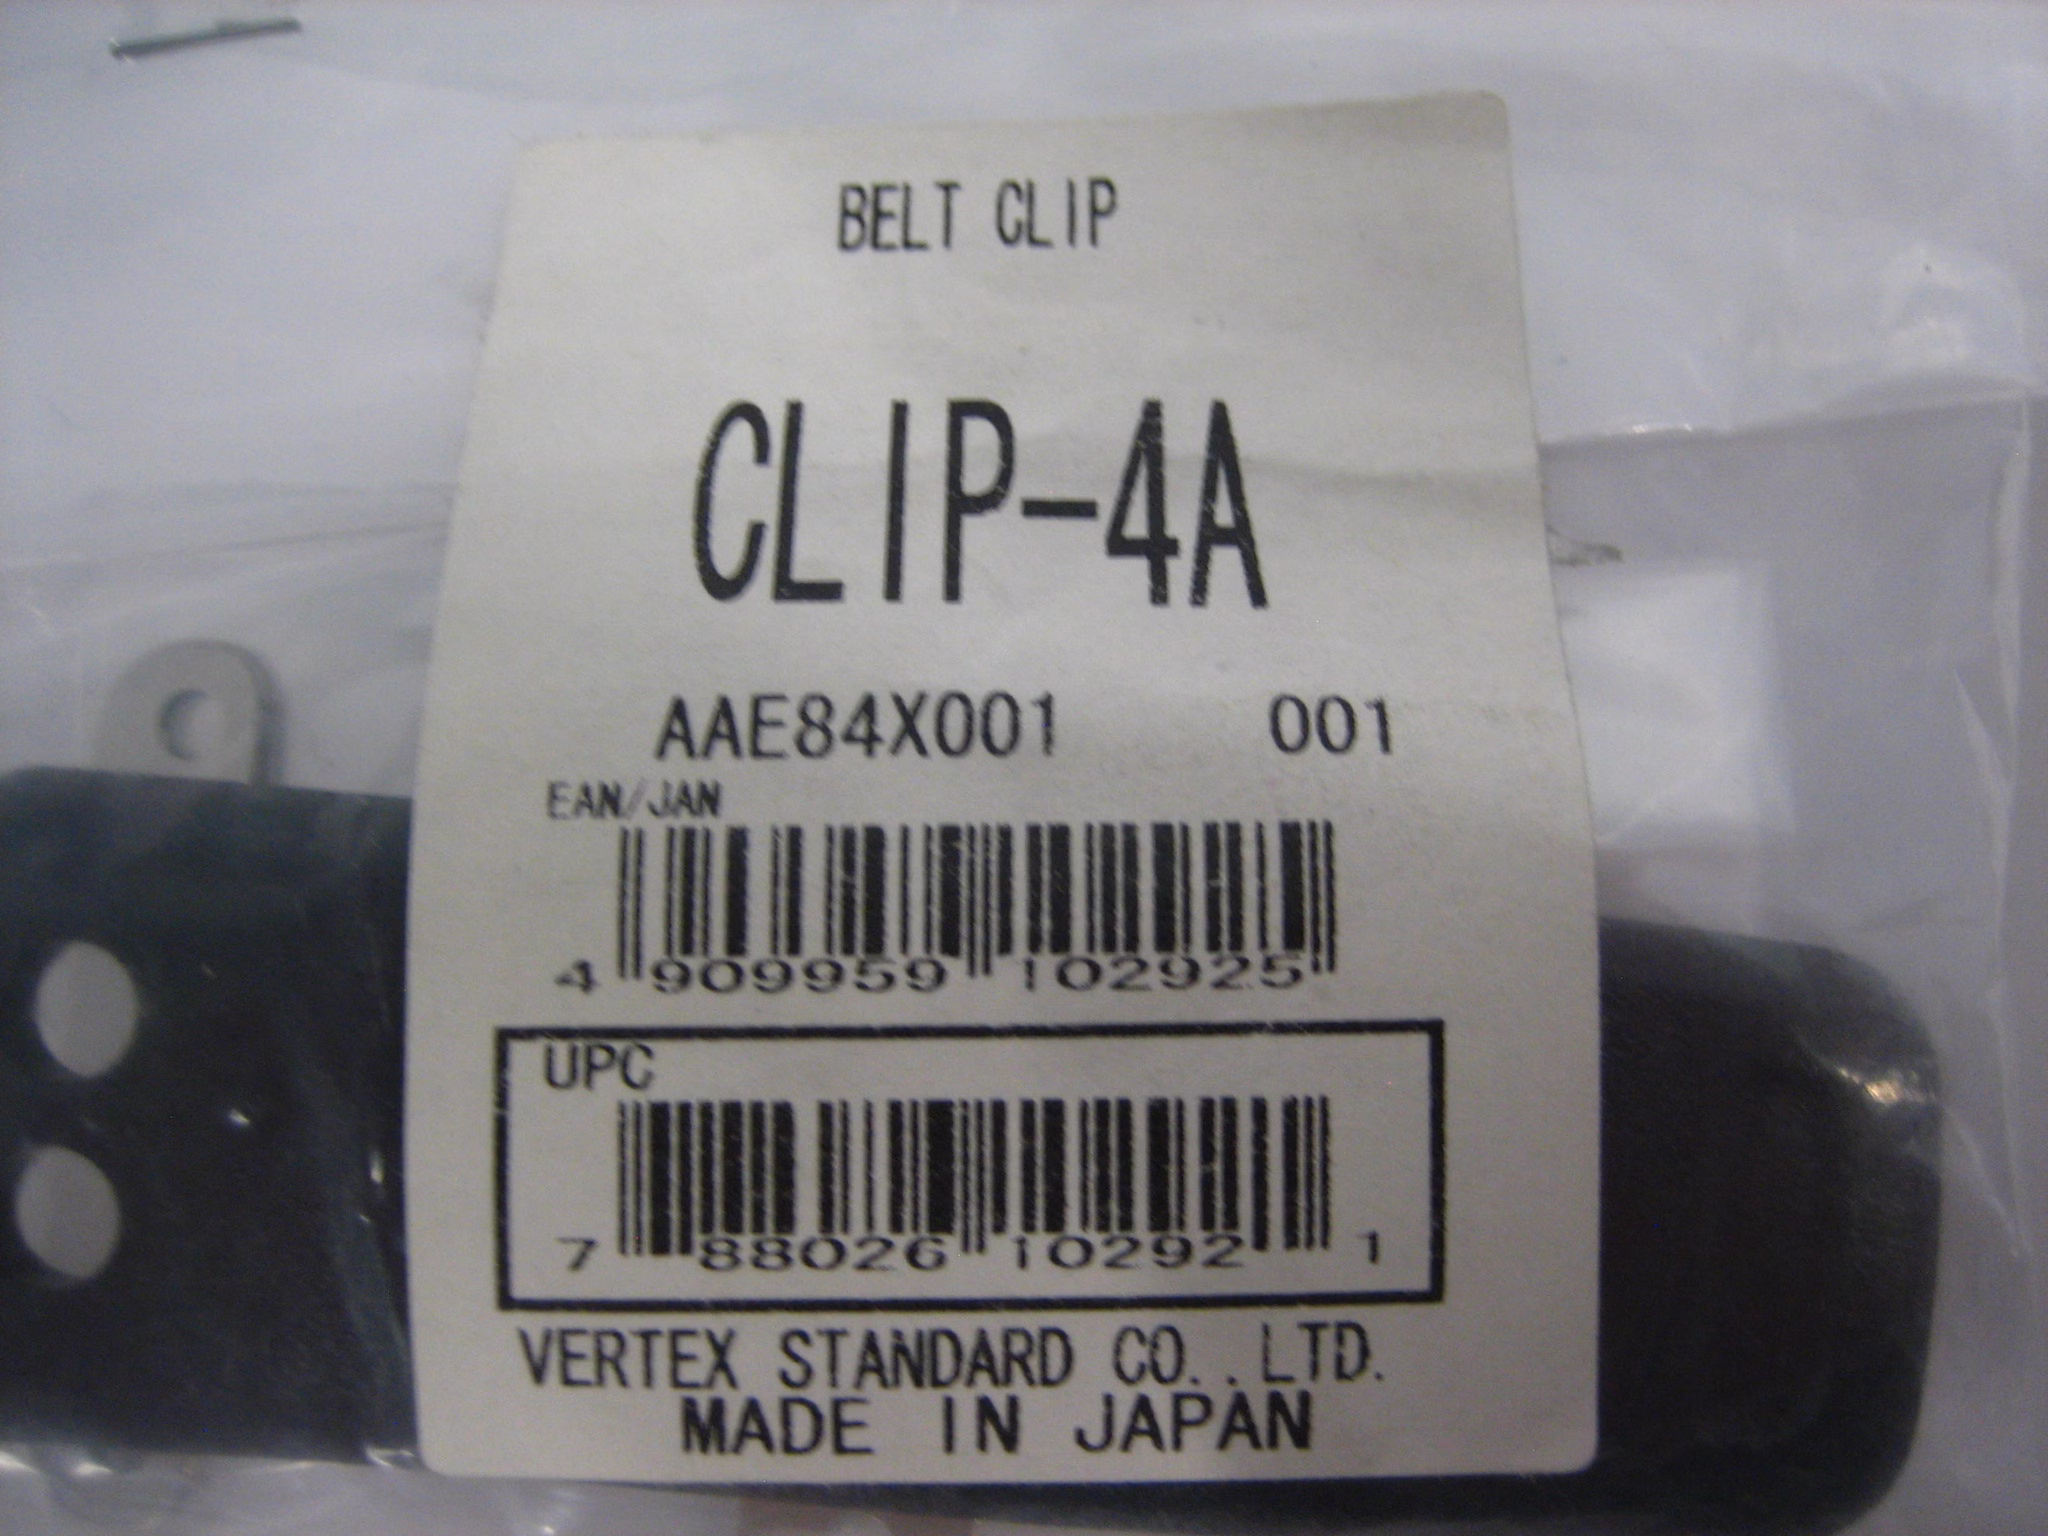 BELT CLIP
CLIP-4A
AAE84X001 001
EAN/JAN
4 909959 102925
UPC
7 88026 10292 1
VERTEX STANDARD CO.,LTD.
MADE IN JAPAN